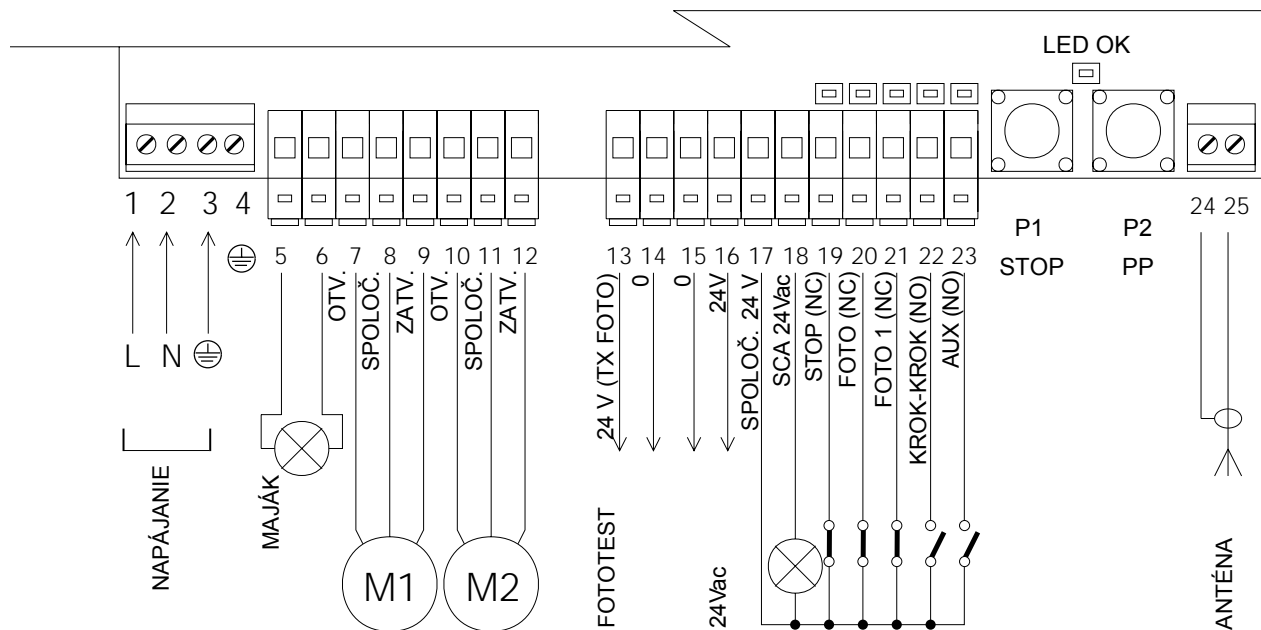 LED OK
1 2 3 4
24 25
P1
STOP
P2
PP
5 6 7 8 9 10 11 12
13 14 15 16 17 18 19 20 21 22 23
L N
OTV.
SPOLOČ.
ZATV.
OTV.
SPOLOČ.
ZATV.
24 V (TX FOTO)
0
0
24V
SPOLOČ. 24 V
SCA 24Vac
STOP (NC)
FOTO (NC)
FOTO 1 (NC)
KROK-KROK (NO)
AUX (NO)
NAPÁJANIE
MAJÁK
M1
M2
FOTOTEST
24Vac
ANTÉNA